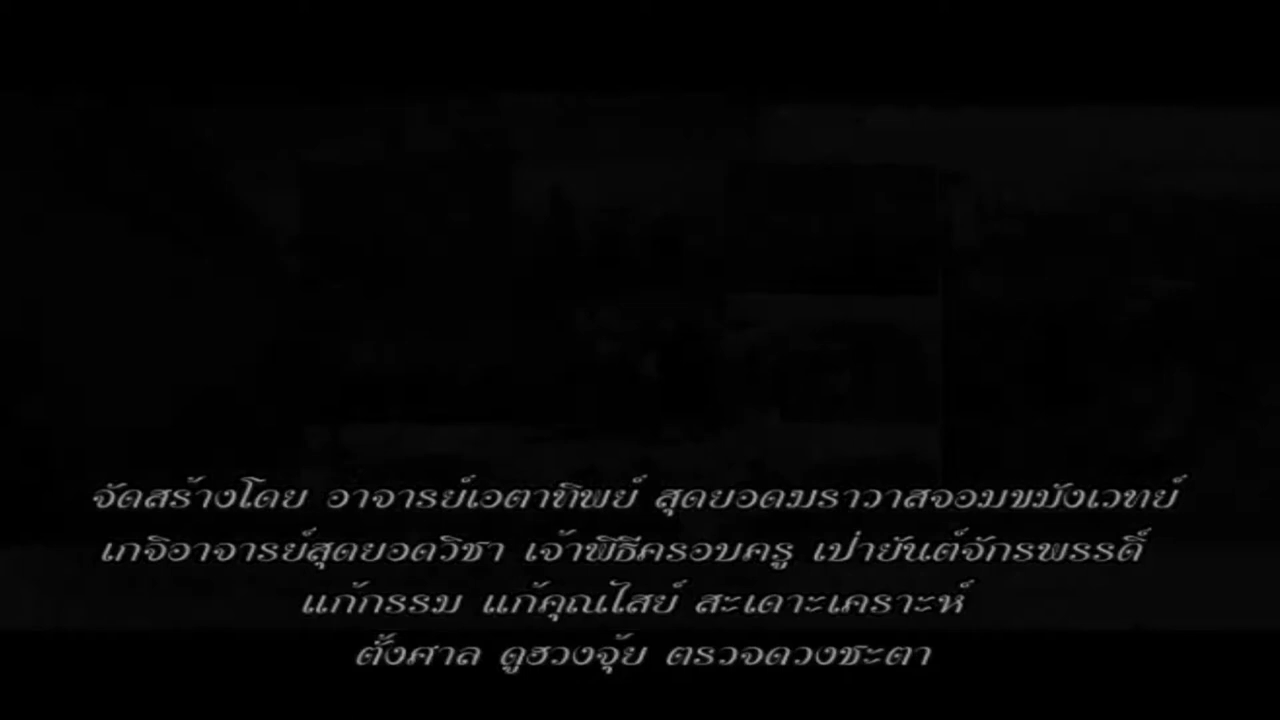 จัดสร้างโดย อาจารย์เอตาทิพย์ สุดยอดฆราวาสจอมขมังเวทย์
เกจิอาจารย์สุดยอดวิชา เจ้าพิธีครอบครู เป่ายันต์จักรพรรดิ์
แก้กรรม แก้คุณไสย์ สะเดาะเคราะห์
ตั้งศาล ดูฮวงจุ้ย ตรวจดวงชะตา